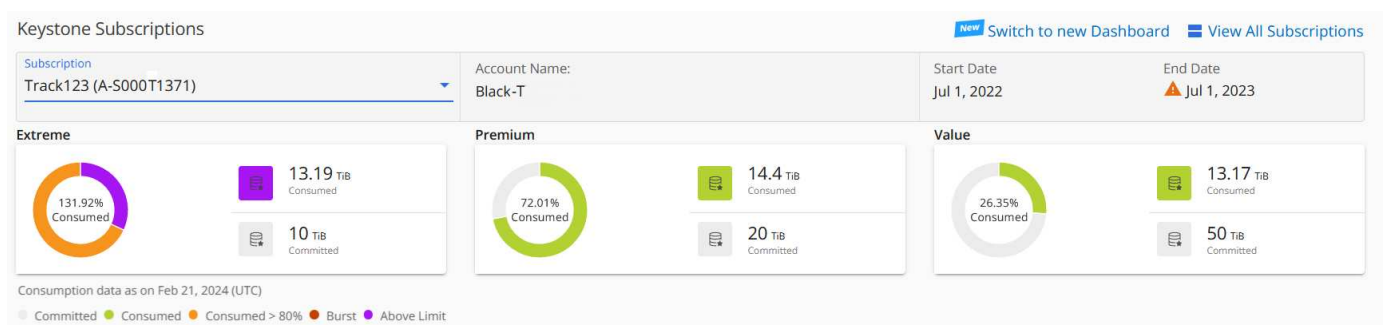 Keystone Subscriptions
New Switch to new Dashboard
View All Subscriptions
Subscription
Track123 (A-S000T1371)
Account Name:
Black-T
Start Date
Jul 1, 2022
End Date
Jul 1, 2023
Extreme
131.92%
Consumed
13.19 TiB
Consumed
10 TiB
Committed
Premium
72.01%
Consumed
14.4 TiB
Consumed
20 TiB
Committed
Value
26.35%
Consumed
13.17 TiB
Consumed
50 TiB
Committed
Consumption data as on Feb 21, 2024 (UTC)
Committed Consumed Consumed > 80% Burst Above Limit